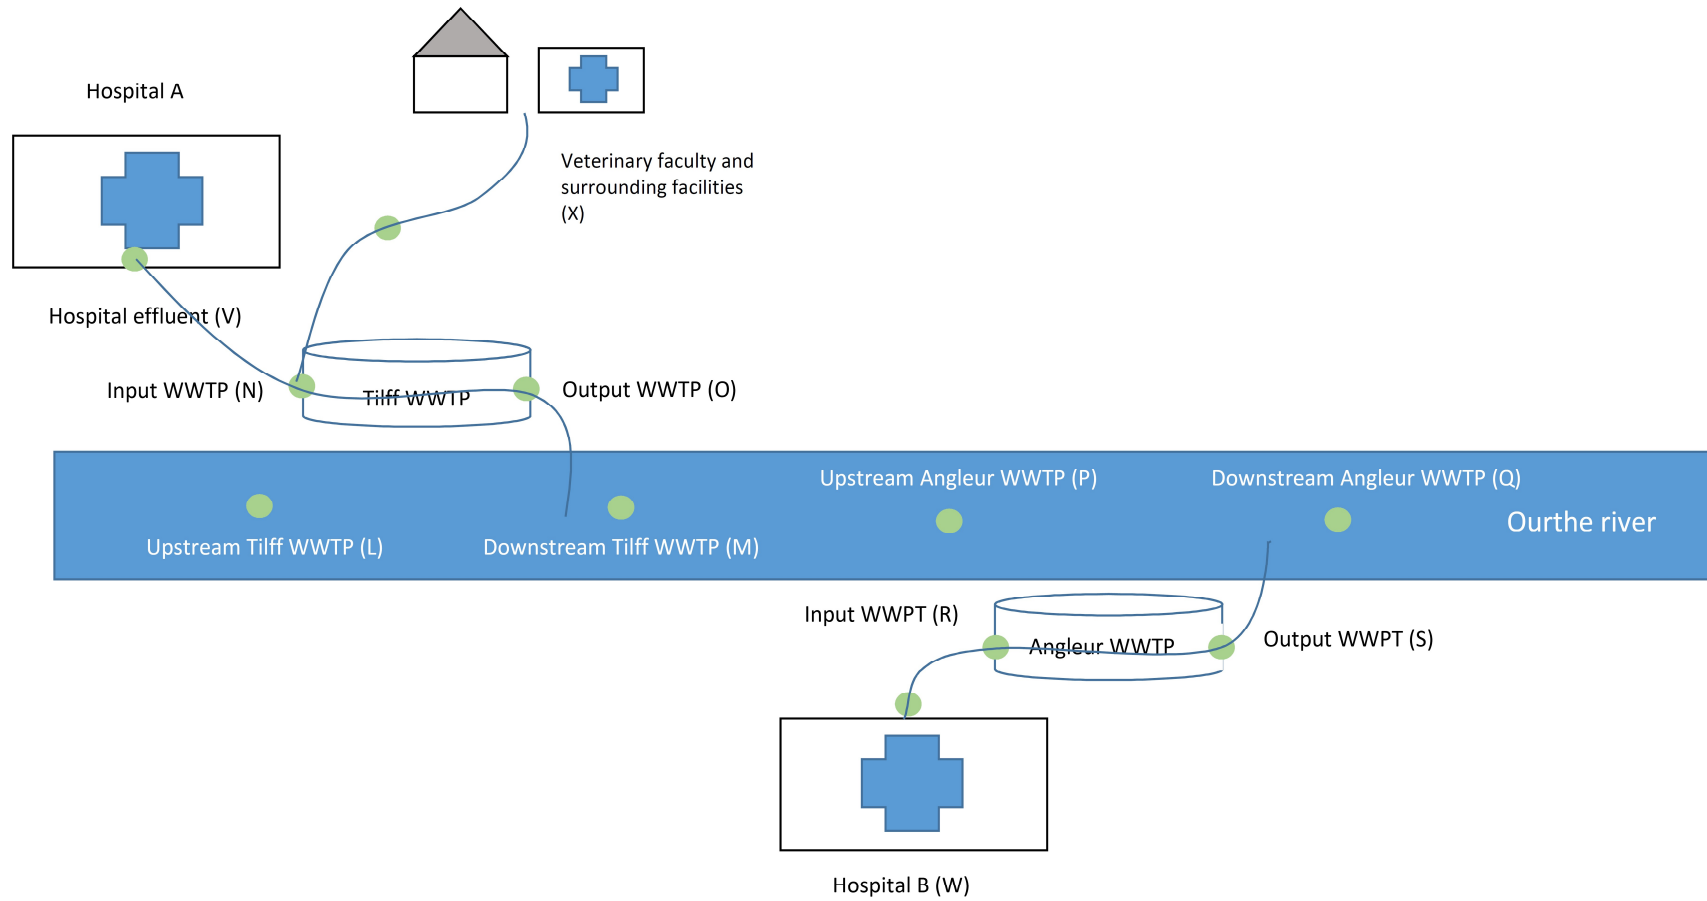 Hospital A
Veterinary faculty and
surrounding facilities
(X)
Hospital effluent (V)
Input WWTP (N)
Tilff WWTP
Output WWTP (O)
Upstream Angleur WWTP (P)
Downstream Angleur WWTP (Q)
Ourthe river
Upstream Tilff WWTP (L)
Downstream Tilff WWTP (M)
Input WWPT (R)
Angleur WWTP
Output WWPT (S)
Hospital B (W)